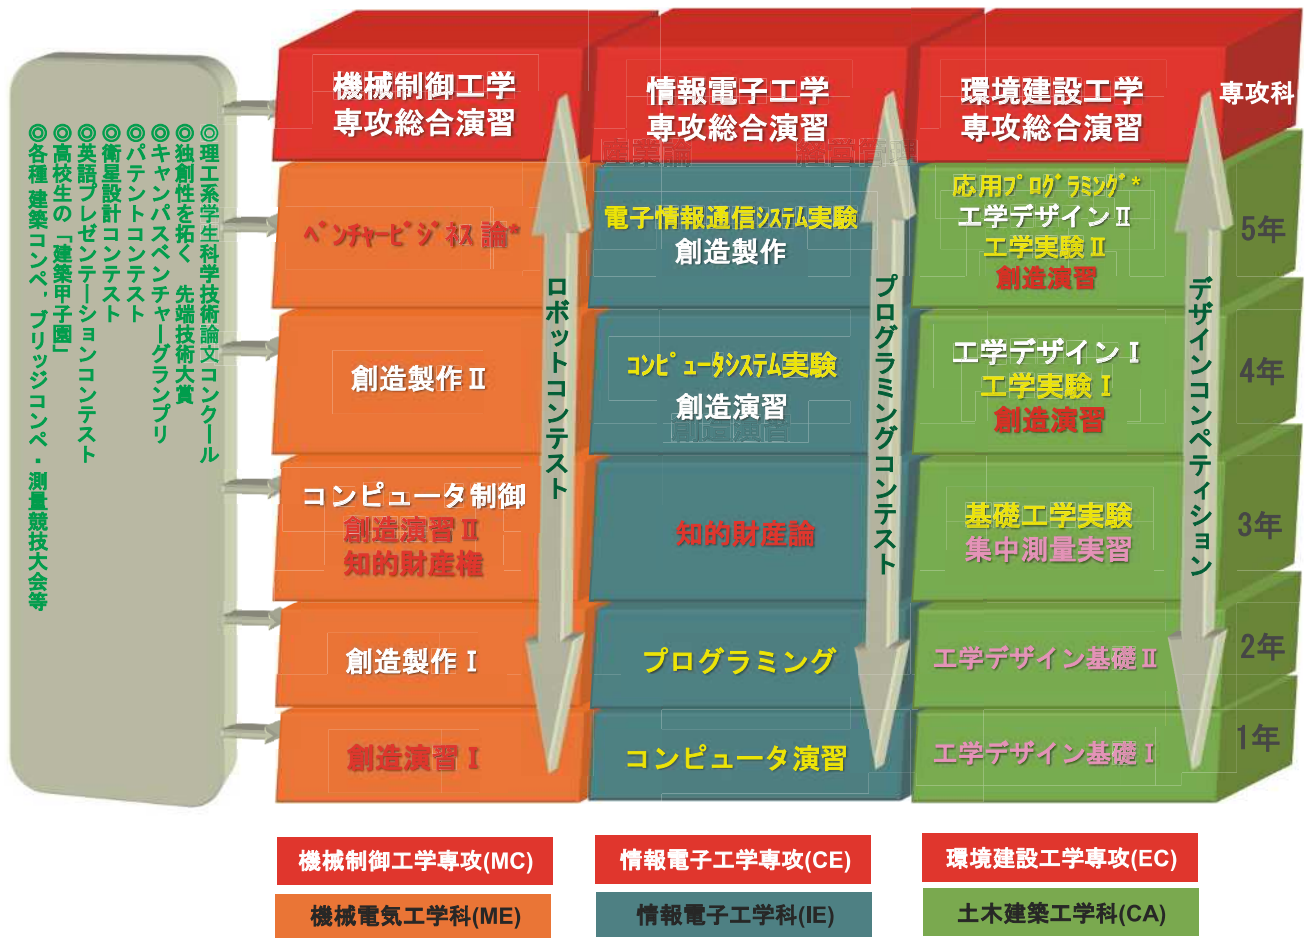 ◎理工系学生科学技術論文コンクール
◎独創性を拓く 先端技術大賞
◎キャンパスベンチャーグランプリ
◎パテントコンテスト
◎衛星設計コンテスト
◎英語プレゼンテーションコンテスト
◎高校生の「建築甲子園」
◎各種 建築コンペ，ブリッジコンペ・測量競技大会等
機械制御工学
専攻総合演習
ベンチャービジネス論*
創造製作Ⅱ
コンピュータ制御
創造演習Ⅱ
知的財産権
創造製作Ⅰ
創造演習Ⅰ
ロボットコンテスト
情報電子工学
専攻総合演習
産業論 経営管理
電子情報通信システム実験
創造製作
コンピュータシステム実験
創造演習
創造演習
知的財産論
プログラミング
コンピュータ演習
プログラミングコンテスト
環境建設工学
専攻総合演習
応用プログラミング*
工学デザインⅡ
工学実験Ⅱ
創造演習
工学デザインⅠ
工学実験Ⅰ
創造演習
基礎工学実験
集中測量実習
工学デザイン基礎Ⅱ
工学デザイン基礎Ⅰ
デザインコンペティション
専攻科
5年
4年
3年
2年
1年
機械制御工学専攻(MC)
情報電子工学専攻(CE)
環境建設工学専攻(EC)
機械電気工学科(ME)
情報電子工学科(IE)
土木建築工学科(CA)